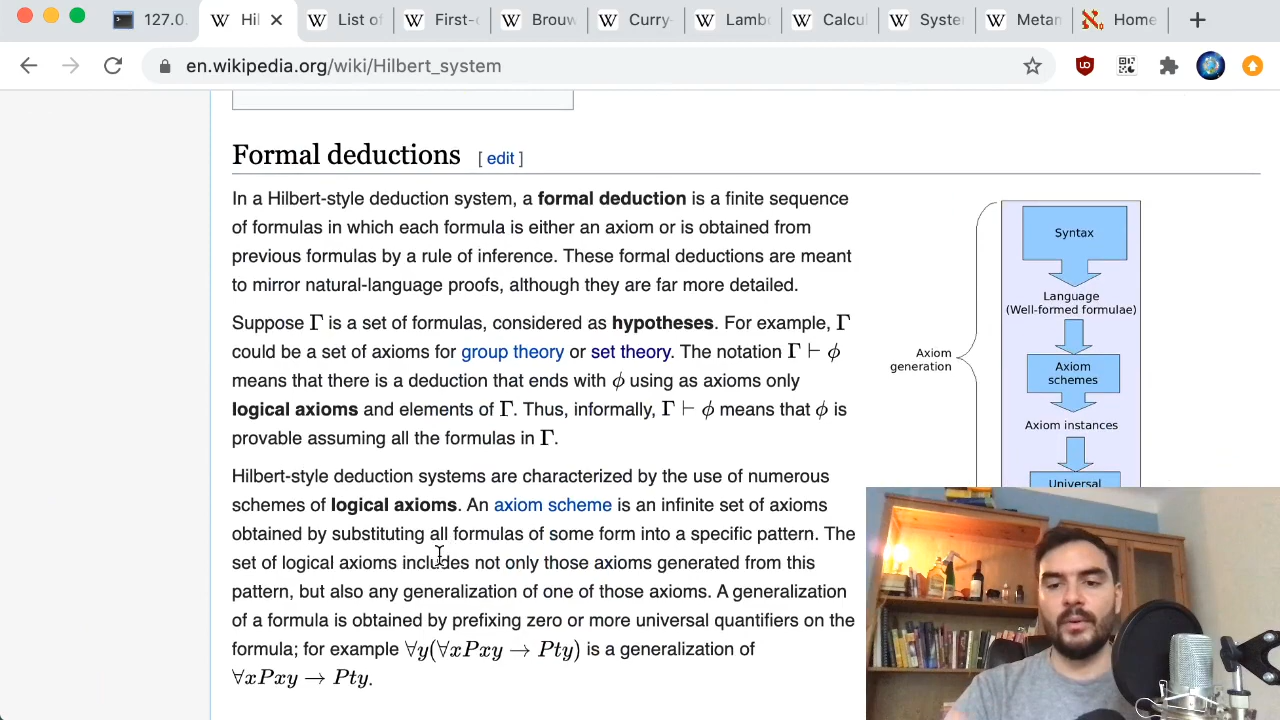 127.0.
W Hil
W List of
W First-o
W Brouw
W Curry-
W Lamb
W Calcul
W Syste
W Metan
Home
en.wikipedia.org/wiki/Hilbert_system
Formal deductions [ edit ]
In a Hilbert-style deduction system, a formal deduction is a finite sequence
of formulas in which each formula is either an axiom or is obtained from
previous formulas by a rule of inference. These formal deductions are meant
to mirror natural-language proofs, although they are far more detailed.
Suppose Γ is a set of formulas, considered as hypotheses. For example, Γ
could be a set of axioms for group theory or set theory. The notation Γ ⊢ ϕ
means that there is a deduction that ends with ϕ using as axioms only
logical axioms and elements of Γ. Thus, informally, Γ ⊢ ϕ means that ϕ is
provable assuming all the formulas in Γ.
Hilbert-style deduction systems are characterized by the use of numerous
schemes of logical axioms. An axiom scheme is an infinite set of axioms
obtained by substituting all formulas of some form into a specific pattern. The
set of logical axioms includes not only those axioms generated from this
pattern, but also any generalization of one of those axioms. A generalization
of a formula is obtained by prefixing zero or more universal quantifiers on the
formula; for example ∀y(∀xPxy → Pty) is a generalization of
∀xPxy → Pty.
Syntax
Language
(Well-formed formulae)
Axiom
generation
Axiom
schemes
Axiom instances
Universal